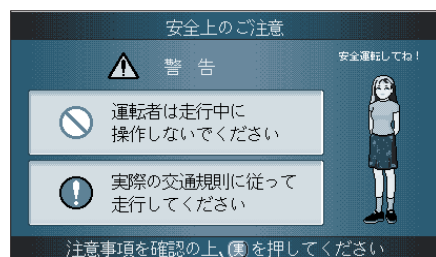 安全上のご注意
警告
安全運転してね！
運転者は走行中に
操作しないでください
実際の交通規則に従って
走行してください
注意事項を確認の上、実を押してください